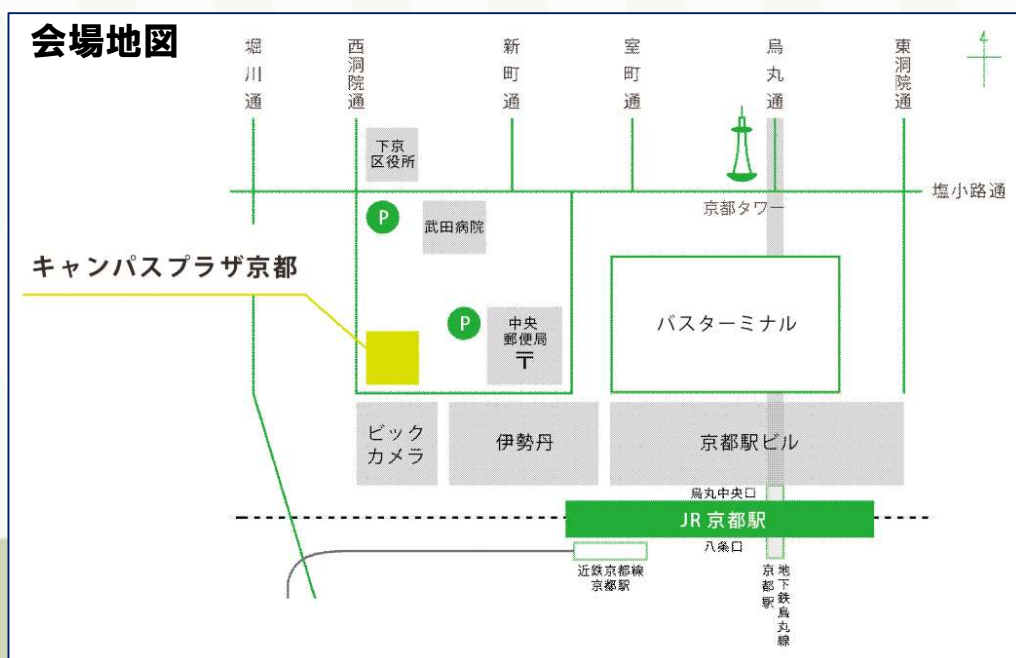 会場地図
堀川通
西洞院通
新町通
室町通
烏丸通
東洞院通
4
下京
区役所
塩小路通
P
武田病院
京都タワー
キャンパスプラザ京都
P
中央
郵便局
〒
バスターミナル
ビック
カメラ
伊勢丹
京都駅ビル
烏丸中央口
JR 京都駅
八条口
近鉄京都線
京都駅
地下鉄烏丸線
京都駅